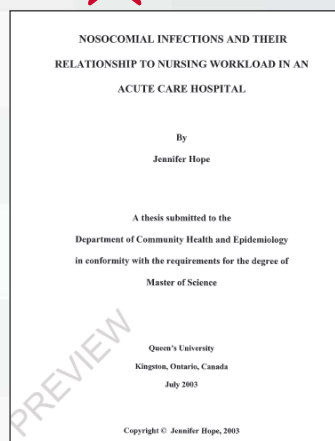 NOSOCOMIAL INFECTIONS AND THEIR
RELATIONSHIP TO NURSING WORKLOAD IN AN
ACUTE CARE HOSPITAL
By
Jennifer Hope
A thesis submitted to the
Department of Community Health and Epidemiology
in conformity with the requirements for the degree of
Master of Science
Queen's University
Kingston, Ontario, Canada
July 2003
PREVIEW
Copyright © Jennifer Hope, 2003